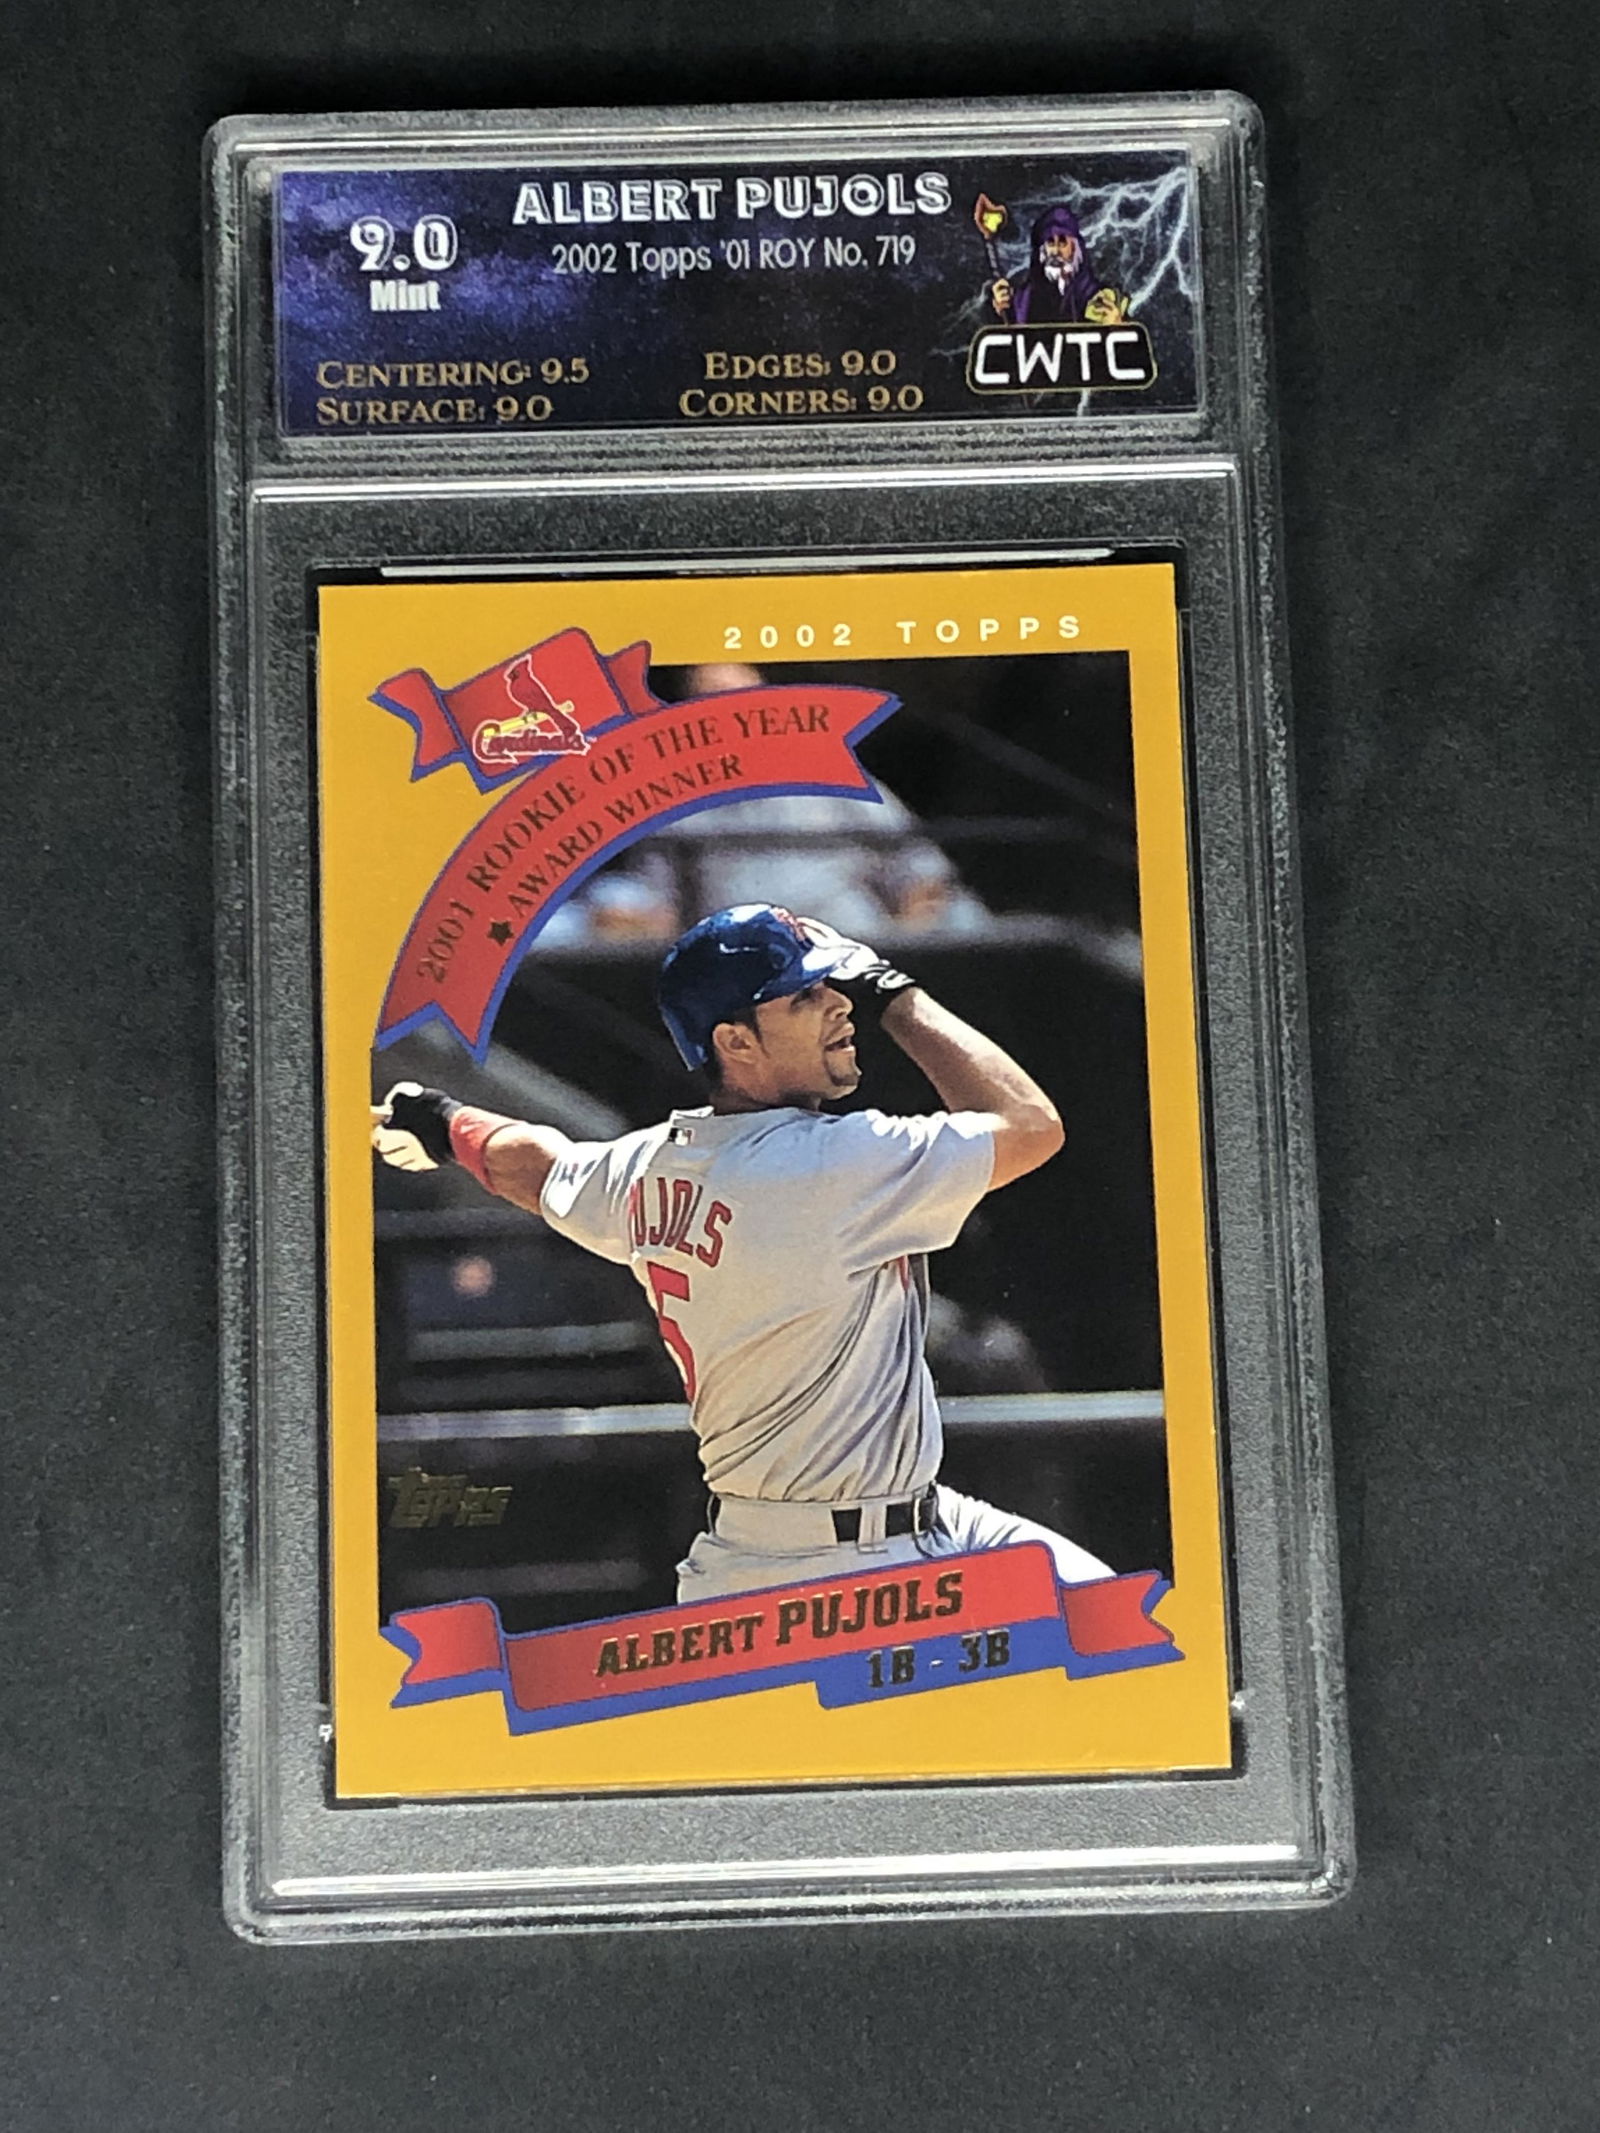 ALBERT PUJOLS
9.0
Mint
2002 Topps '01 ROY No. 719
CENTERING: 9.5
EDGES: 9.0
SURFACE: 9.0
CORNERS: 9.0
CWTC
2002 TOPPS
Cardinals
2001 ROOKIE OF THE YEAR
★AWARD WINNER
PUJOLS
5
Topps
ALBERT PUJOLS
1B - 3B